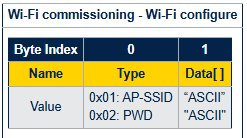 Wi-Fi commissioning - Wi-Fi configure
Byte Index 0 1
Name Type Data[ ]
Value 0x01: AP-SSID “ASCII”
0x02: PWD "ASCII"